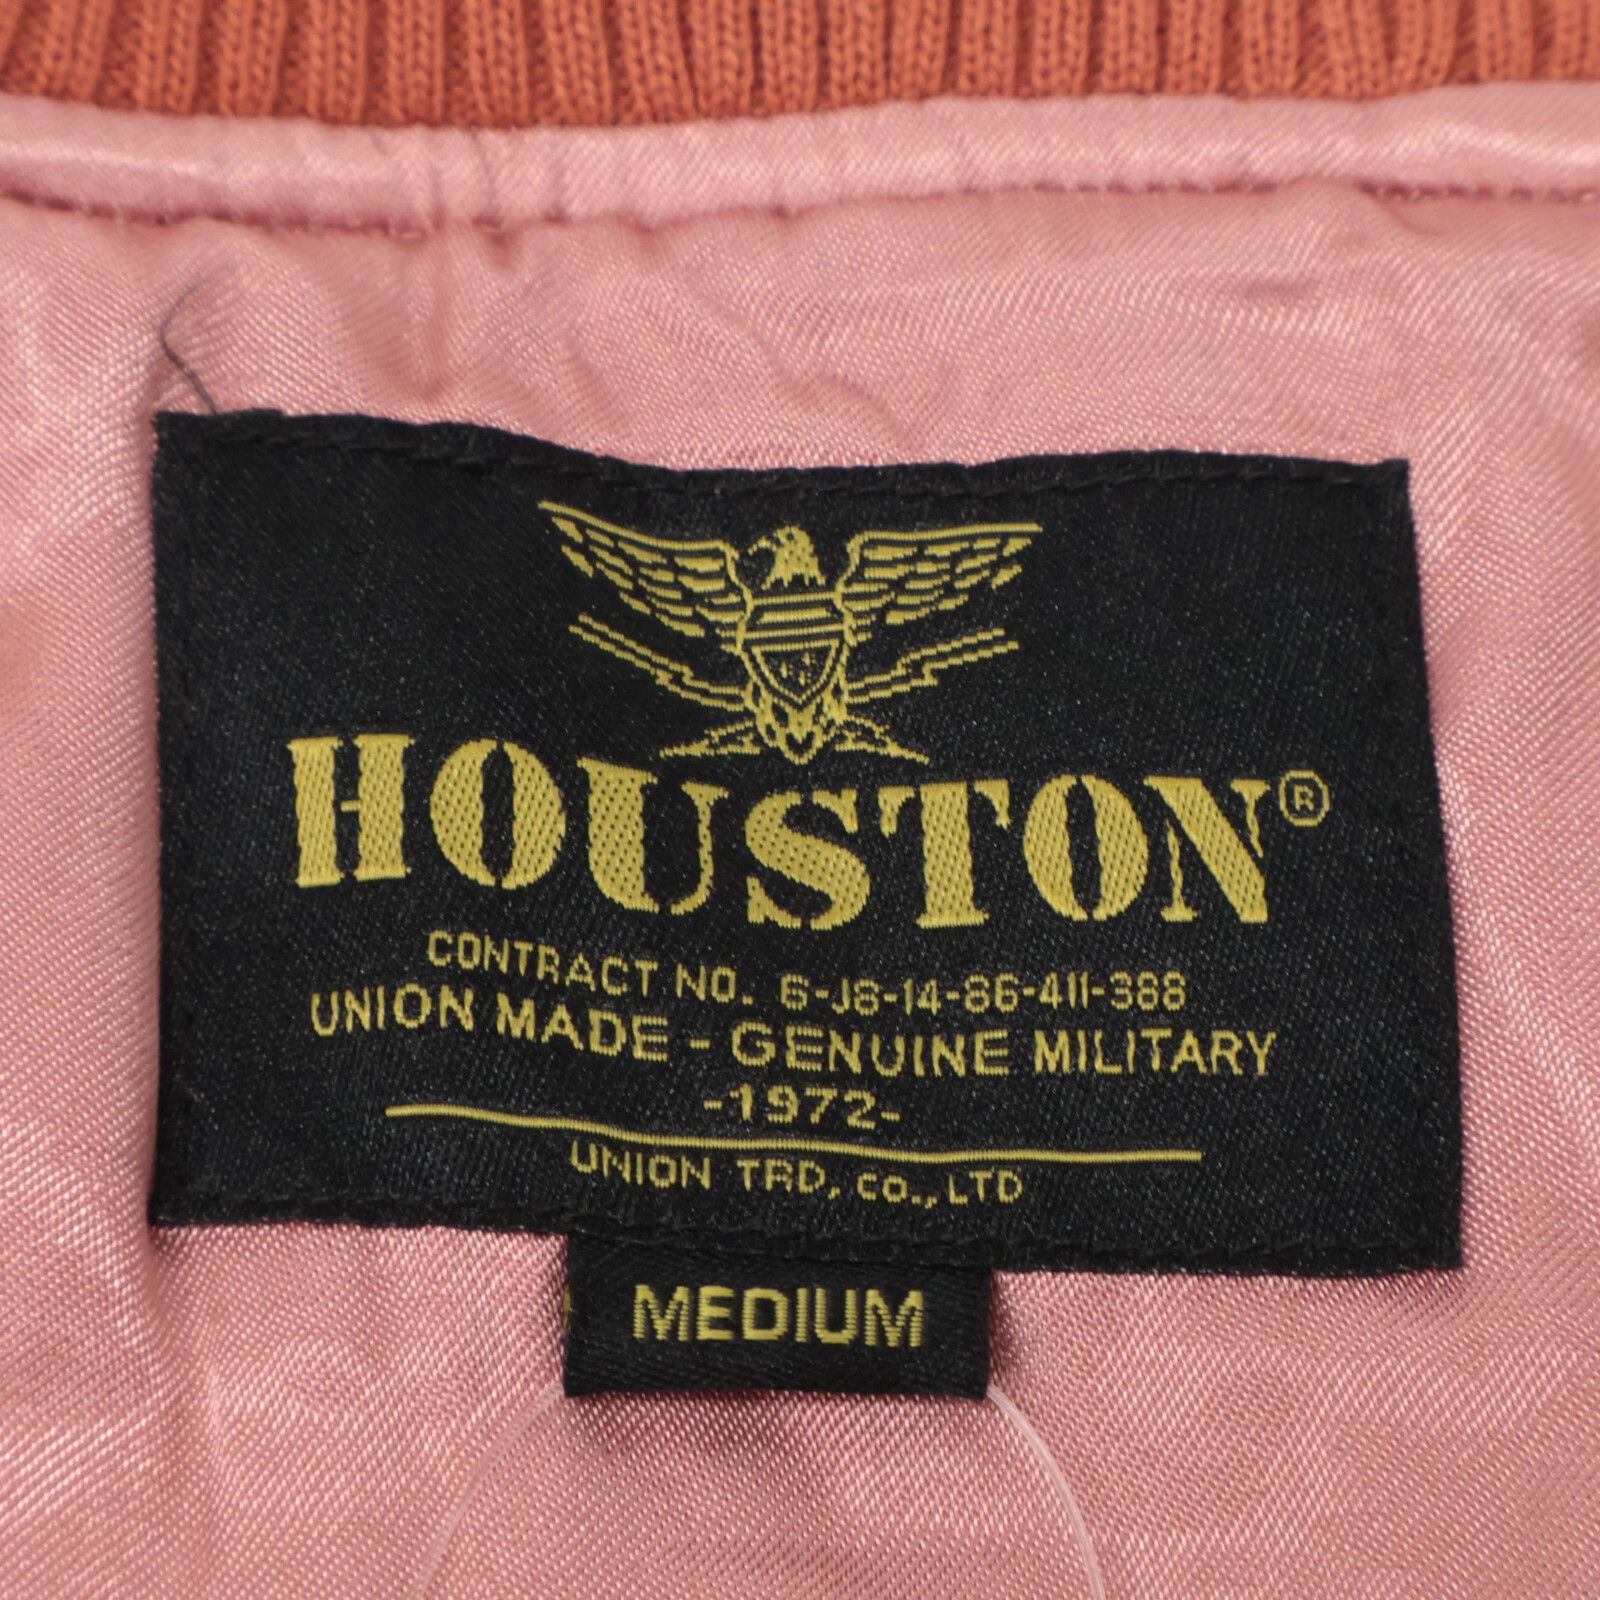 HOUSTON®
CONTRACT NO. 6-J8-14-86-411-388
UNION MADE - GENUINE MILITARY
-1972-
UNION TRD, co., LTD
MEDIUM